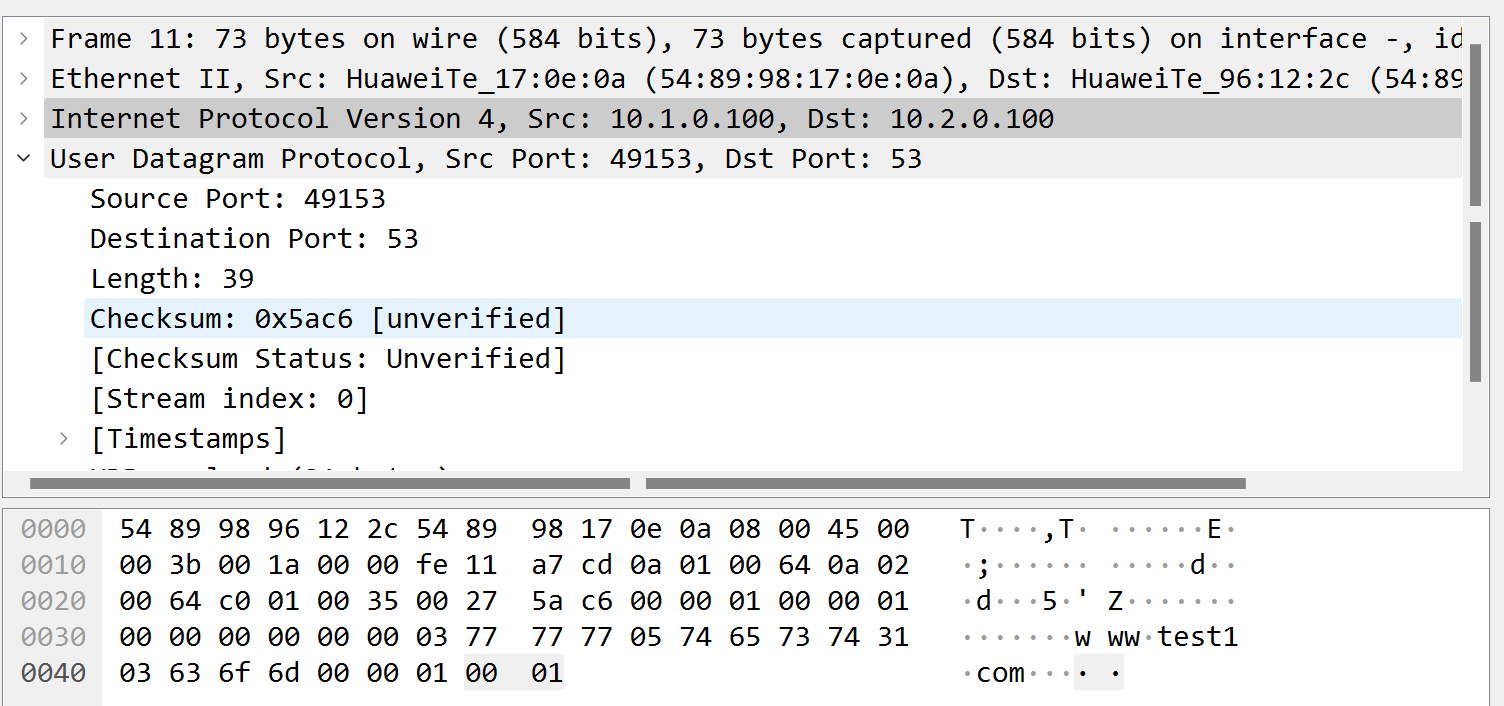 Frame 11: 73 bytes on wire (584 bits), 73 bytes captured (584 bits) on interface -, id
Ethernet II, Src: HuaweiTe_17:0e:0a (54:89:98:17:0e:0a), Dst: HuaweiTe_96:12:2c (54:89
Internet Protocol Version 4, Src: 10.1.0.100, Dst: 10.2.0.100
User Datagram Protocol, Src Port: 49153, Dst Port: 53
Source Port: 49153
Destination Port: 53
Length: 39
Checksum: 0x5ac6 [unverified]
[Checksum Status: Unverified]
[Stream index: 0]
[Timestamps]
0000 54 89 98 96 12 2c 54 89 98 17 0e 0a 08 00 45 00 T····,T· ······E·
0010 00 3b 00 1a 00 00 fe 11 a7 cd 0a 01 00 64 0a 02 ·;······ ·····d··
0020 00 64 c0 01 00 35 00 27 5a c6 00 00 01 00 00 01 ·d···5·' Z·······
0030 00 00 00 00 00 00 03 77 77 77 05 74 65 73 74 31 ·······w ww·test1
0040 03 63 6f 6d 00 00 01 00 01 ·com···· ·